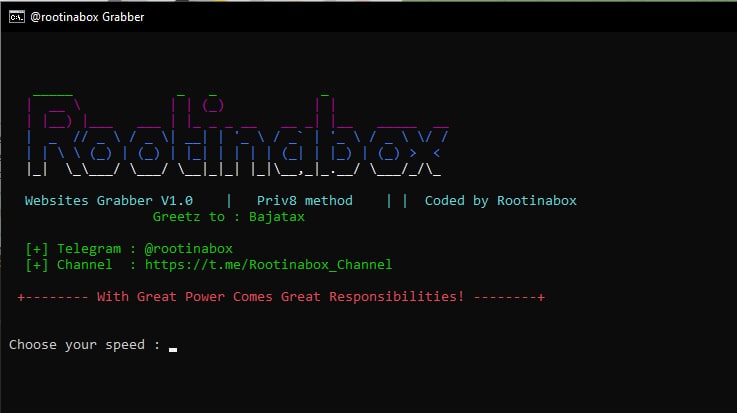 @rootinabox Grabber
Rootinabox
Websites Grabber V1.0 | Priv8 method | | Coded by Rootinabox
Greetz to : Bajatax
[+] Telegram : @rootinabox
[+] Channel : https://t.me/Rootinabox_Channel
+-------- With Great Power Comes Great Responsibilities! --------+
Choose your speed :